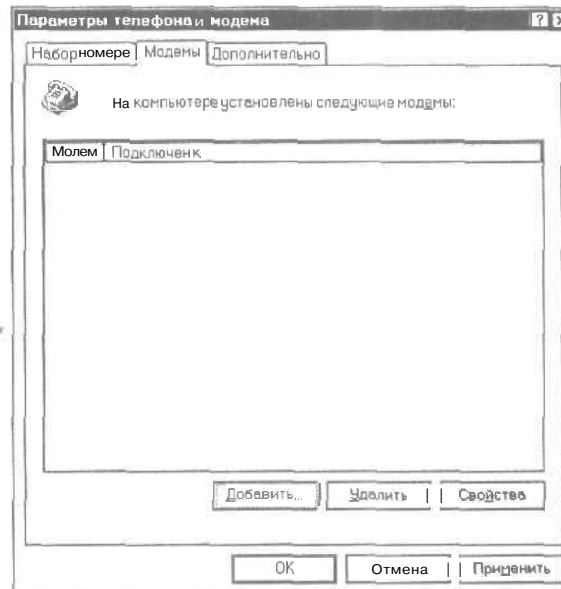 Параметры телефона и модема
Набор номере Модемы Дополнительно
На компьютере установлены следующие модемы:
Молем Подключенк
Добавить... Удалить Свойства
OK Отмена Применить